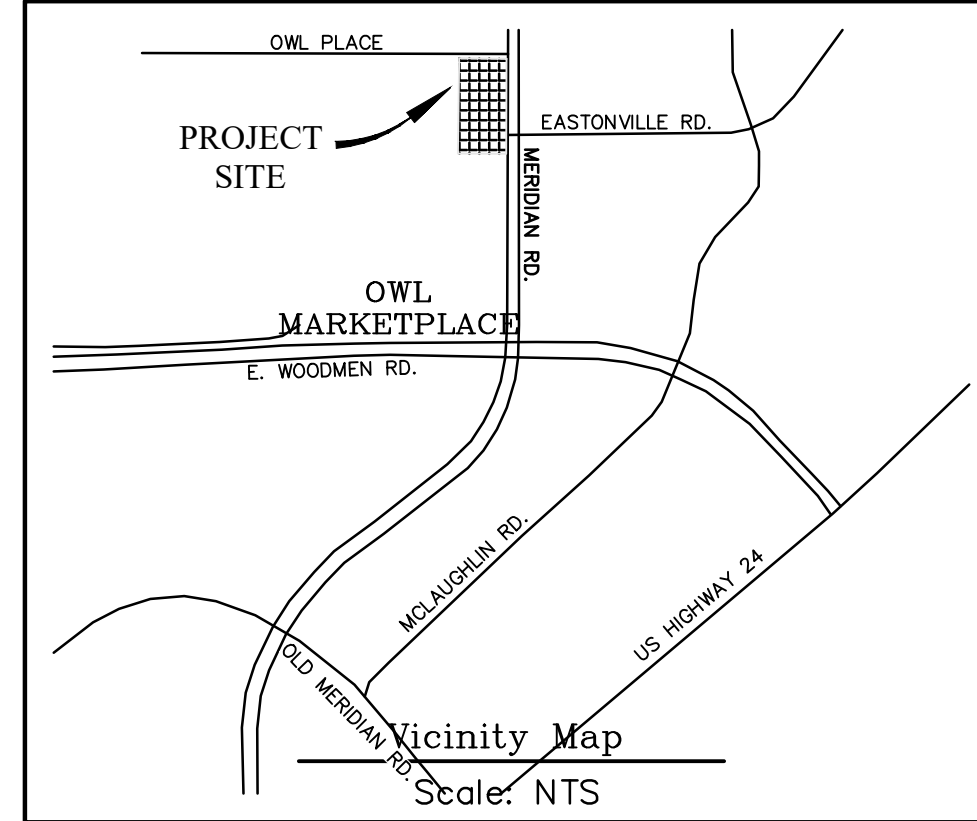 OWL PLACE
PROJECT
SITE
EASTONVILLE RD.
MERIDIAN RD.
OWL
MARKETPLACE
E. WOODMEN RD.
MCLAUGHLIN RD.
US HIGHWAY 24
OLD MERIDIAN RD.
Vicinity Map
Scale: NTS